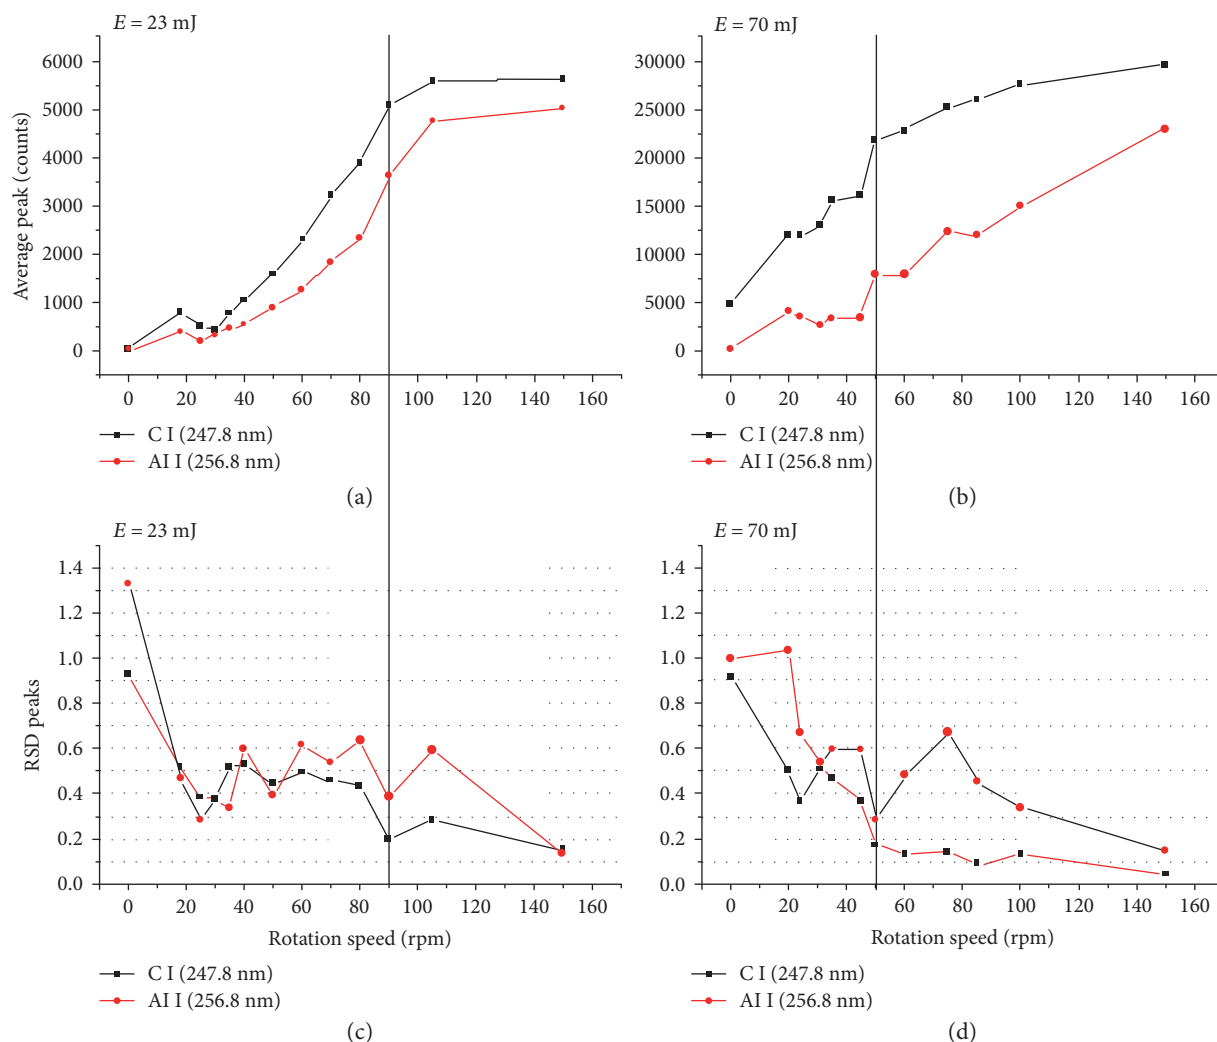 E = 23 mJ
6000
5000
4000
3000
2000
1000
0
Average peak (counts)
0 20 40 60 80 100 120 140 160
C I (247.8 nm)
AI I (256.8 nm)
(a)
E = 70 mJ
30000
25000
20000
15000
10000
5000
0
0 20 40 60 80 100 120 140 160
C I (247.8 nm)
AI I (256.8 nm)
(b)
E = 23 mJ
1.4
1.2
1.0
0.8
0.6
0.4
0.2
0.0
RSD peaks
0 20 40 60 80 100 120 140 160
Rotation speed (rpm)
C I (247.8 nm)
AI I (256.8 nm)
(c)
E = 70 mJ
1.4
1.2
1.0
0.8
0.6
0.4
0.2
0.0
0 20 40 60 80 100 120 140 160
Rotation speed (rpm)
C I (247.8 nm)
AI I (256.8 nm)
(d)